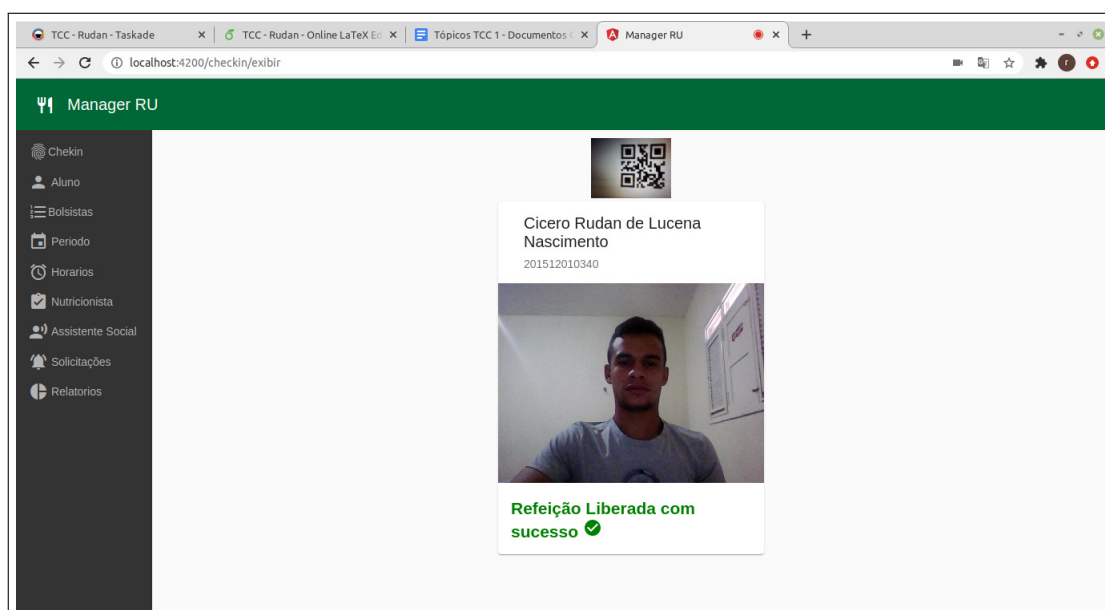 TCC - Rudan - Taskade
TCC - Rudan - Online LaTeX Ed
Tópicos TCC 1 - Documentos
Manager RU
localhost:4200/checkin/exibir
r
Manager RU
Chekin
Aluno
Bolsistas
Periodo
Horarios
Nutricionista
Assistente Social
Solicitações
Relatorios
Cicero Rudan de Lucena
Nascimento
201512010340
Refeição Liberada com
sucesso